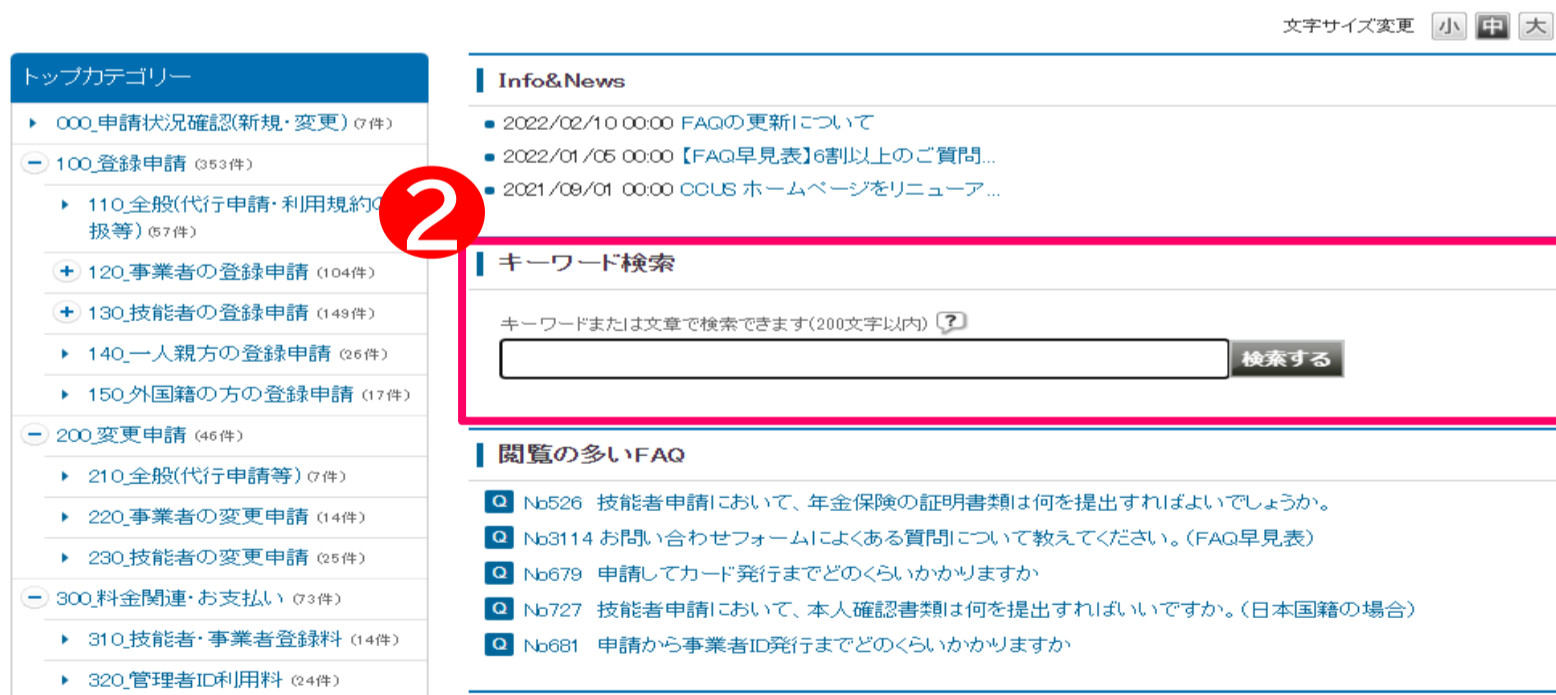 文字サイズ変更 小 中 大
トップカテゴリー
000_申請状況確認(新規・変更) (7件)
100_登録申請 (353件)
110_全般(代行申請・利用規約の
扱等) (57件)
120_事業者の登録申請 (104件)
130_技能者の登録申請 (149件)
140_一人親方の登録申請 (26件)
150_外国籍の方の登録申請 (17件)
200_変更申請 (46件)
210_全般(代行申請等) (7件)
220_事業者の変更申請 (14件)
230_技能者の変更申請 (25件)
300_料金関連・お支払い (73件)
310_技能者・事業者登録料 (14件)
320_管理者ID利用料 (24件)
Info&News
2022/02/10 00:00 FAQの更新について
2022/01/05 00:00 【FAQ早見表】6割以上のご質問...
2021/09/01 00:00 CCUS ホームページをリニューア...
2
キーワード検索
キーワードまたは文章で検索できます(200文字以内) ?
検索する
閲覧の多いFAQ
Q No526 技能者申請において、年金保険の証明書類は何を提出すればよいでしょうか。
Q No3114 お問い合わせフォームによくある質問について教えてください。(FAQ早見表)
Q No679 申請してカード発行までどのくらいかかりますか
Q No727 技能者申請において、本人確認書類は何を提出すればいいですか。(日本国籍の場合)
Q No681 申請から事業者ID発行までどのくらいかかりますか